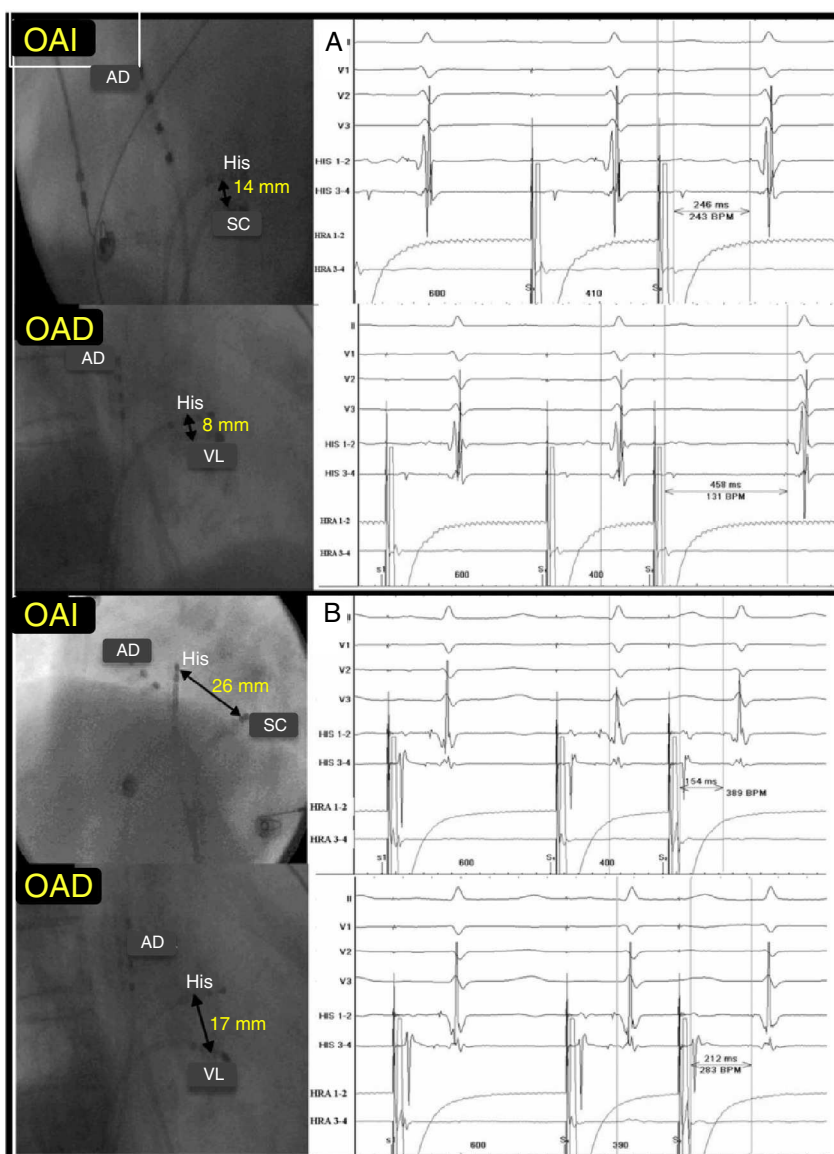 OAI
AD
His
14 mm
SC
A
II
V1
V2
V3
HIS 1-2
HIS 3-4
HRA 1-2
HRA 3-4
246 ms
243 BPM
600
S
410
S
OAD
AD
His
8 mm
VL
II
V1
V2
V3
HIS 1-2
HIS 3-4
HRA 1-2
HRA 3-4
458 ms
131 BPM
s1
600
S
400
S
OAI
AD
His
26 mm
SC
B
II
V1
V2
V3
HIS 1-2
HIS 3-4
HRA 1-2
HRA 3-4
154 ms
389 BPM
s1
600
S
400
S
OAD
AD
His
17 mm
VL
II
V1
V2
V3
HIS 1-2
HIS 3-4
HRA 1-2
HRA 3-4
212 ms
283 BPM
s1
600
S
390
S